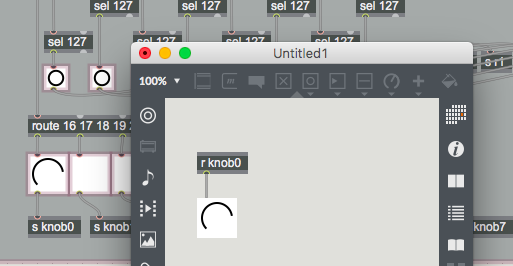 sel 127
sel 127
sel 127
sel 127
sel 127
sel 127
Untitled1
100%
s ri
route 16 17 18 19 2
r knob0
s knob0
s knob
knob7